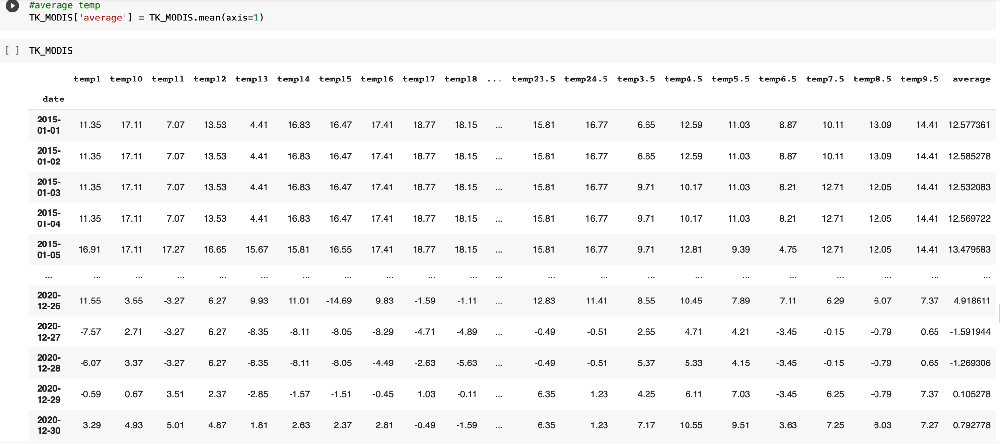 #average temp
TK_MODIS['average'] = TK_MODIS.mean(axis=1)
[ ] TK_MODIS
temp1 temp10 temp11 temp12 temp13 temp14 temp15 temp16 temp17 temp18 ... temp23.5 temp24.5 temp3.5 temp4.5 temp5.5 temp6.5 temp7.5 temp8.5 temp9.5 average
date
2015-01-01 11.35 17.11 7.07 13.53 4.41 16.83 16.47 17.41 18.77 18.15 ... 15.81 16.77 6.65 12.59 11.03 8.87 10.11 13.09 14.41 12.577361
2015-01-02 11.35 17.11 7.07 13.53 4.41 16.83 16.47 17.41 18.77 18.15 ... 15.81 16.77 6.65 12.59 11.03 8.87 10.11 13.09 14.41 12.585278
2015-01-03 11.35 17.11 7.07 13.53 4.41 16.83 16.47 17.41 18.77 18.15 ... 15.81 16.77 9.71 10.17 11.03 8.21 12.71 12.05 14.41 12.532083
2015-01-04 11.35 17.11 7.07 13.53 4.41 16.83 16.47 17.41 18.77 18.15 ... 15.81 16.77 9.71 10.17 11.03 8.21 12.71 12.05 14.41 12.569722
2015-01-05 16.91 17.11 17.27 16.65 15.67 15.81 16.55 17.41 18.77 18.15 ... 15.81 16.77 9.71 12.81 9.39 4.75 12.71 12.05 14.41 13.479583
... ... ... ... ... ... ... ... ... ... ... ... ... ... ... ... ... ... ... ... ... ...
2020-12-26 11.55 3.55 -3.27 6.27 9.93 11.01 -14.69 9.83 -1.59 -1.11 ... 12.83 11.41 8.55 10.45 7.89 7.11 6.29 6.07 7.37 4.918611
2020-12-27 -7.57 2.71 -3.27 6.27 -8.35 -8.11 -8.05 -8.29 -4.71 -4.89 ... -0.49 -0.51 2.65 4.71 4.21 -3.45 -0.15 -0.79 0.65 -1.591944
2020-12-28 -6.07 3.37 -3.27 6.27 -8.35 -8.11 -8.05 -4.49 -2.63 -5.63 ... -0.49 -0.51 5.37 5.33 4.15 -3.45 -0.15 -0.79 0.65 -1.269306
2020-12-29 -0.59 0.67 3.51 2.37 -2.85 -1.57 -1.51 -0.45 1.03 -0.11 ... 6.35 1.23 4.25 6.11 7.03 -3.45 6.25 -0.79 7.37 0.105278
2020-12-30 3.29 4.93 5.01 4.87 1.81 2.63 2.37 2.81 -0.49 -1.59 ... 6.35 1.23 7.17 10.55 9.51 3.63 7.25 6.03 7.27 0.792778